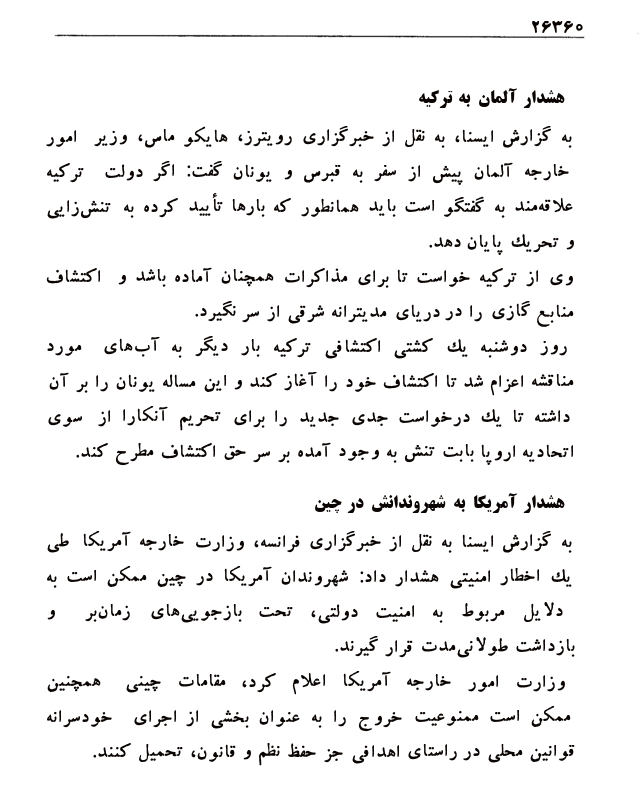 ۲۶۳۶۰
هشدار آلمان به ترکیه
به گزارش ایسنا، به نقل از خبرگزاری رویترز، هایکو ماس، وزیر امور
خارجه آلمان پیش از سفر به قبرس و یونان گفت: اگر دولت ترکیه
علاقه‌مند به گفتگو است باید همانطور که بارها تأیید کرده به تنش‌زایی
و تحریك پایان دهد.
وی از ترکیه خواست تا برای مذاکرات همچنان آماده باشد و اکتشاف
منابع گازی را در دریای مدیترانه شرقی از سر نگیرد.
روز دوشنبه یك کشتی اکتشافی ترکیه بار دیگر به آب‌های مورد
مناقشه اعزام شد تا اکتشاف خود را آغاز کند و این مساله یونان را بر آن
داشته تا یك درخواست جدی جدید را برای تحریم آنکارا از سوی
اتحادیه اروپا بابت تنش به وجود آمده بر سر حق اکتشاف مطرح کند.
هشدار آمریکا به شهروندانش در چین
به گزارش ایسنا به نقل از خبرگزاری فرانسه، وزارت خارجه آمریکا طی
یك اخطار امنیتی هشدار داد: شهروندان آمریکا در چین ممکن است به
دلایل مربوط به امنیت دولتی، تحت بازجویی‌های زمان‌بر و
بازداشت طولانی‌مدت قرار گیرند.
وزارت امور خارجه آمریکا اعلام کرد، مقامات چینی همچنین
ممکن است ممنوعیت خروج را به عنوان بخشی از اجرای خودسرانه
قوانین محلی در راستای اهدافی جز حفظ نظم و قانون، تحمیل کنند.